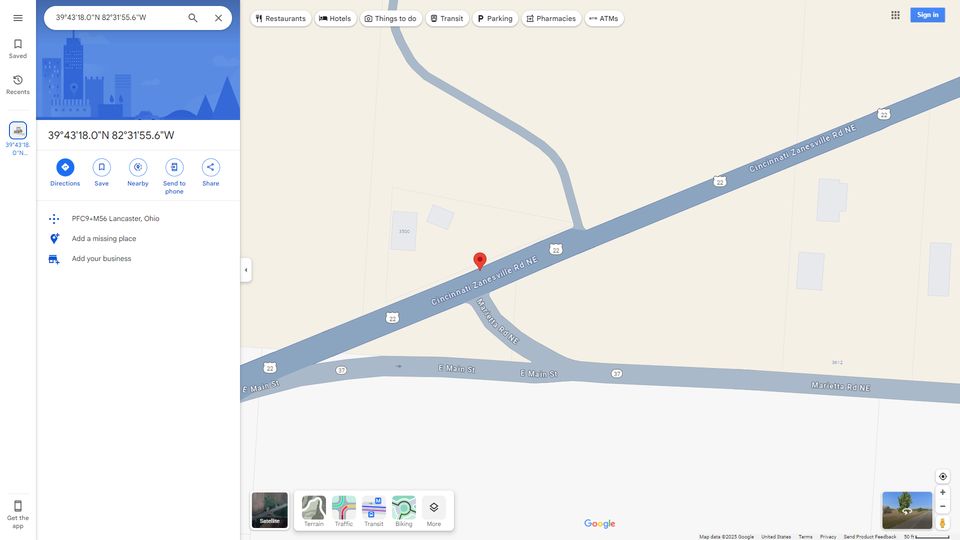 39°43'18.0"N 82°31'55.6"W
Restaurants
Hotels
Things to do
Transit
Parking
Pharmacies
ATMs
Sign in
Saved
Recents
39°43'18.
0"N...
39°43'18.0"N 82°31'55.6"W
Directions
Save
Nearby
Send to
phone
Share
PFC9+M56 Lancaster, Ohio
Add a missing place
Add your business
Get the
app
22
Cincinnati Zanesville Rd NE
22
3500
22
Cincinnati Zanesville Rd NE
22
Marietta Rd NE
22
E Main St
37
E Main St
E Main St
37
3612
Marietta Rd NE
Satellite
Terrain
Traffic
M
Transit
Biking
More
Google
Map data ©2025 Google
United States
Terms
Privacy
Send Product Feedback
50 ft